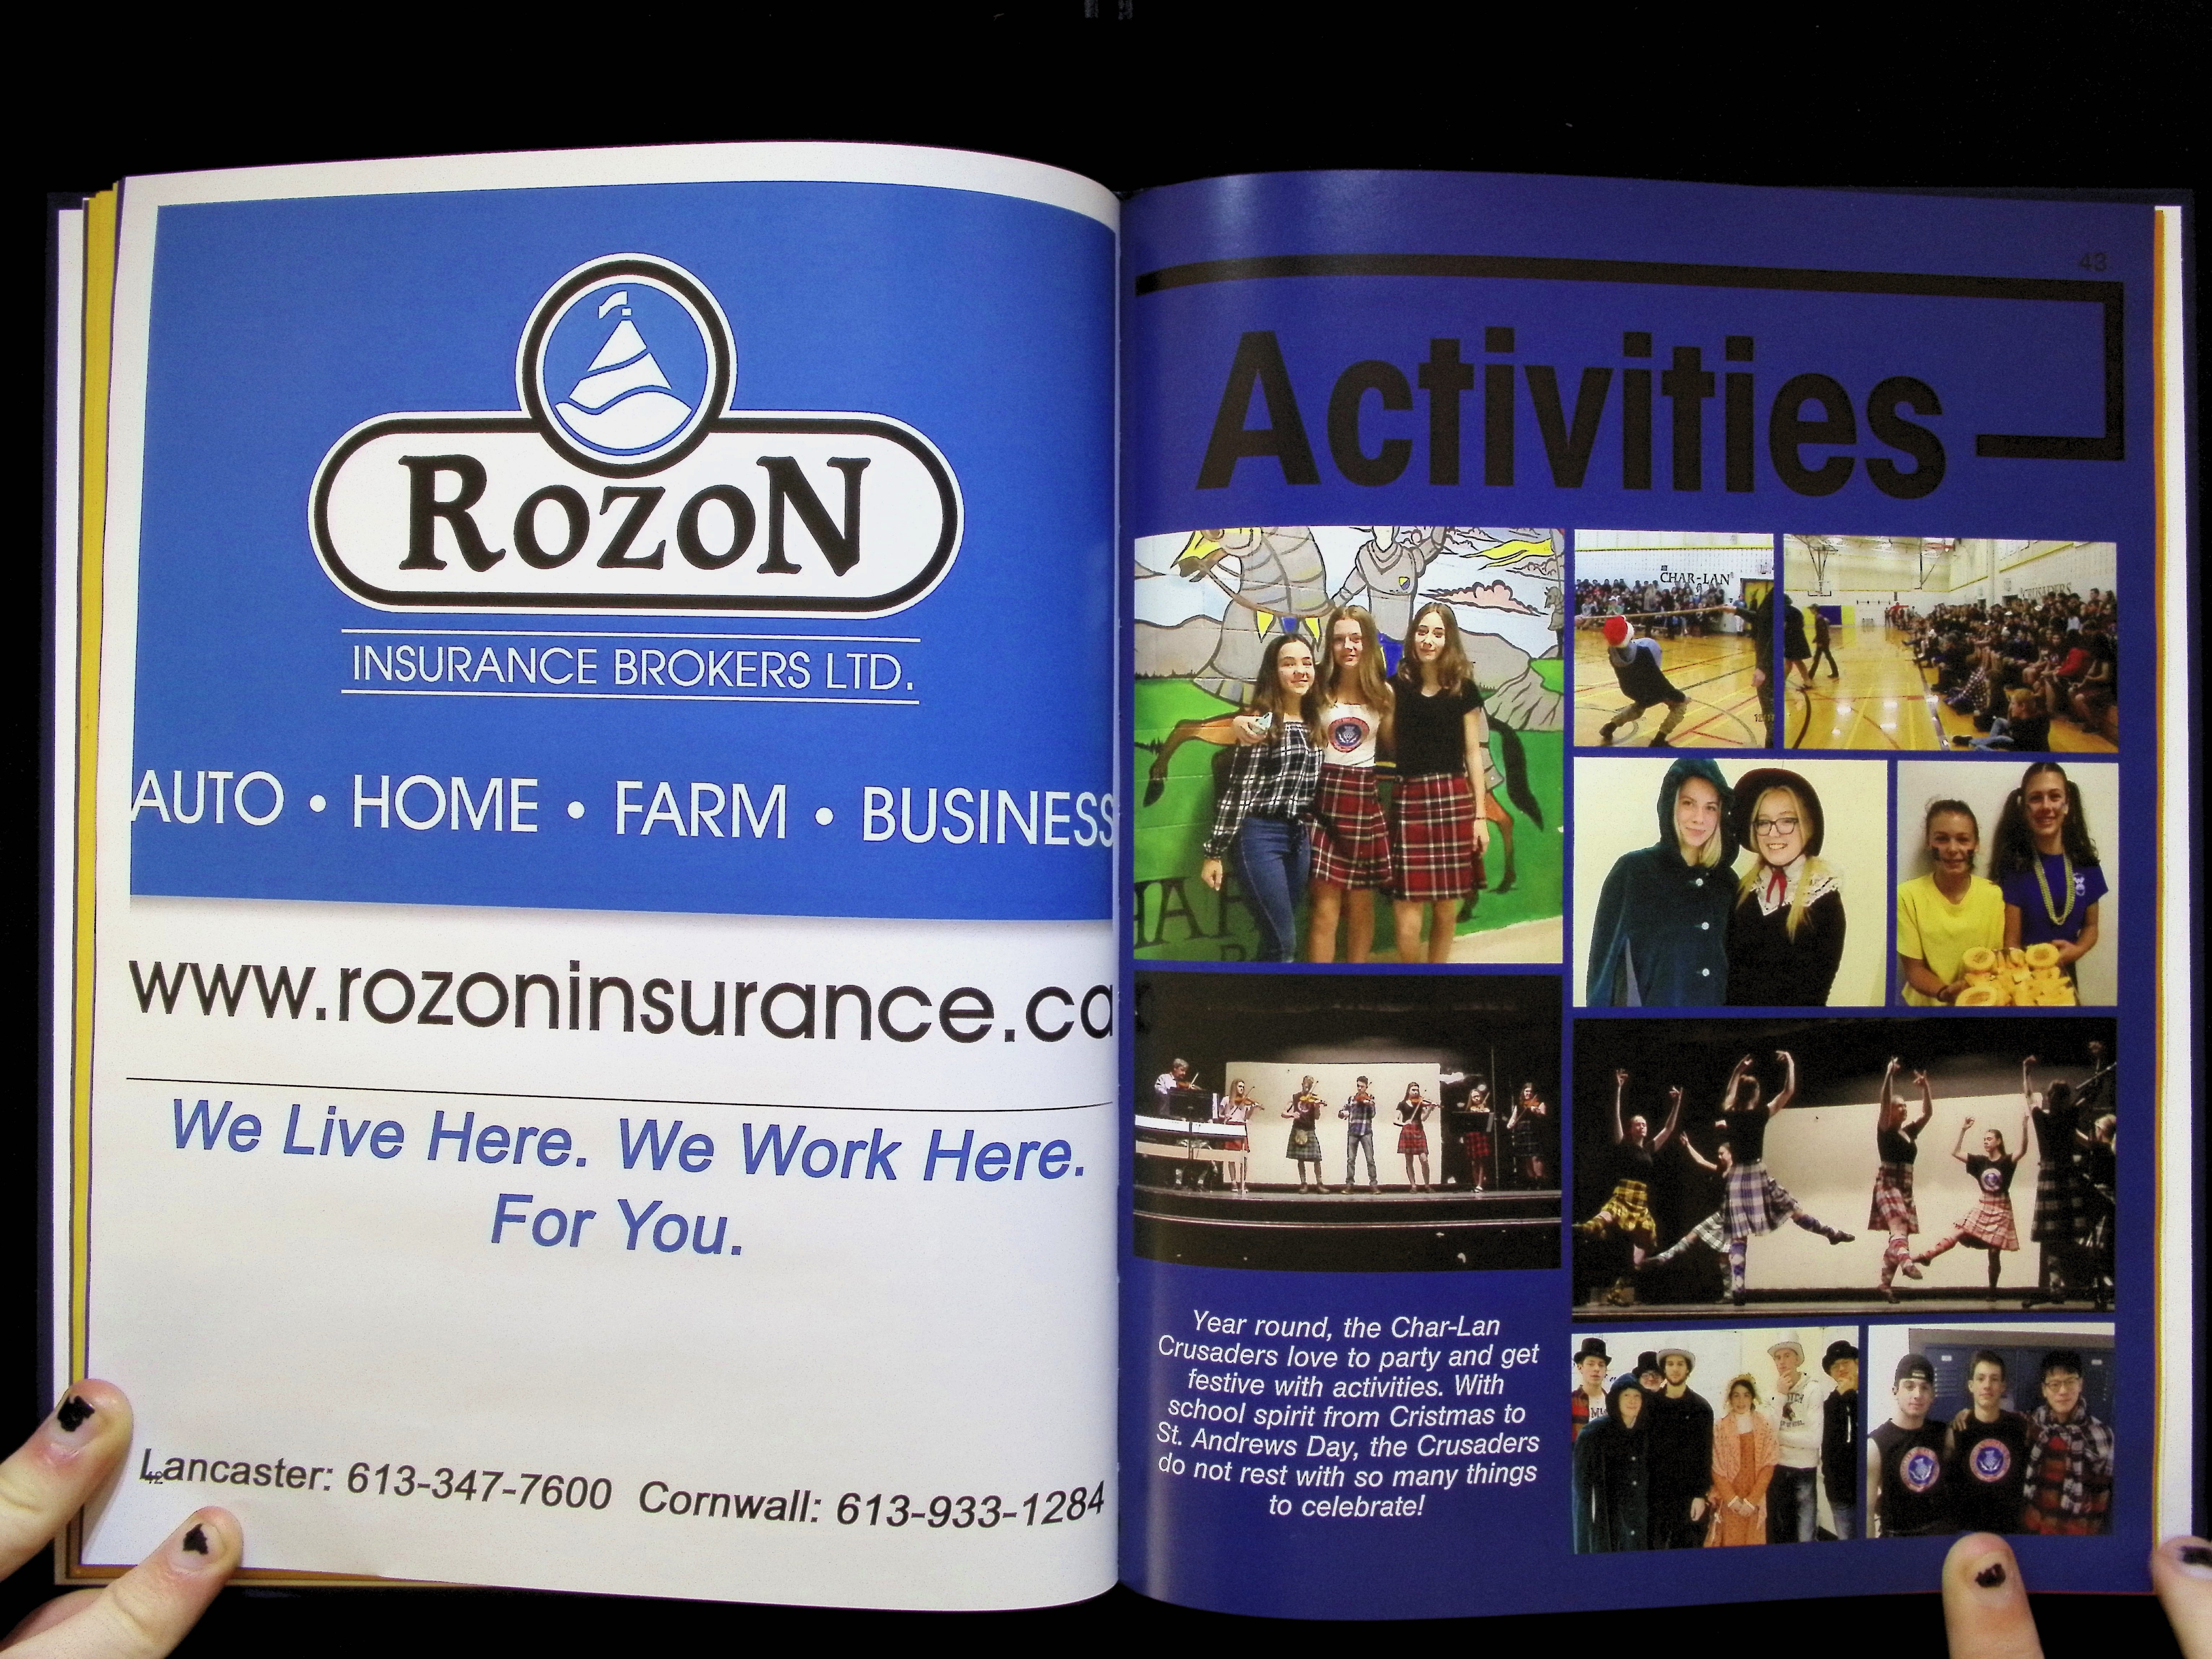 RozoN
INSURANCE BROKERS LTD.
AUTO • HOME • FARM • BUSINESS
www.rozoninsurance.ca
We Live Here. We Work Here.
For You.
Lancaster: 613-347-7600 Cornwall: 613-933-1284
42
43
Activities
CHAR-LAN
CRUSADERS
Year round, the Char-Lan
Crusaders love to party and get
festive with activities. With
school spirit from Cristmas to
St. Andrews Day, the Crusaders
do not rest with so many things
to celebrate!